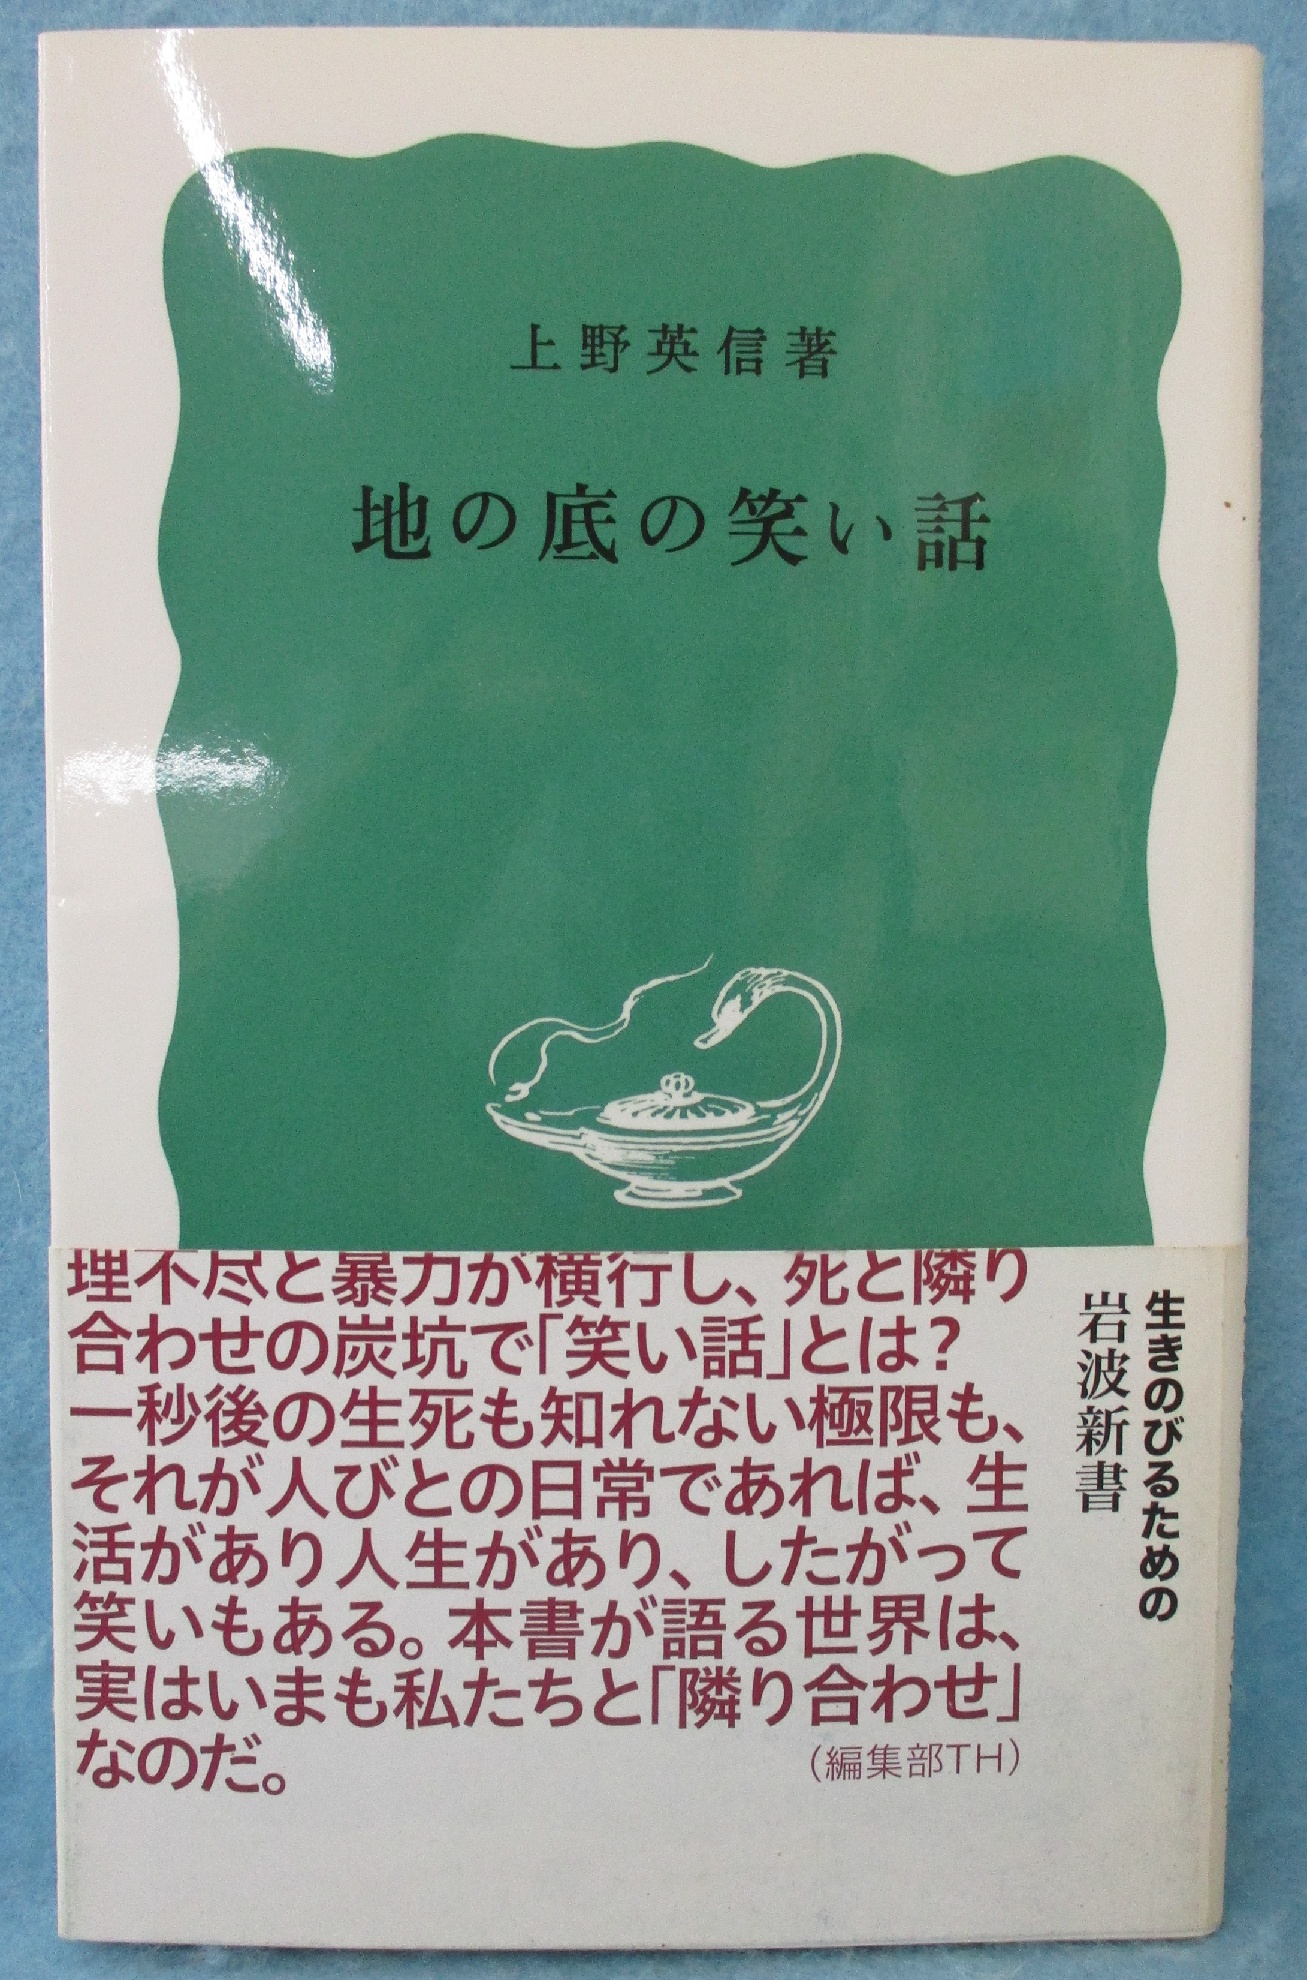 上野英信著
地の底の笑い話
生きのびるための
岩波新書
理不尽と暴力が横行し、死と隣り
合わせの炭坑で「笑い話」とは?
一秒後の生死も知れない極限も、
それが人びとの日常であれば、生
活があり人生があり、したがって
笑いもある。本書が語る世界は、
実はいまも私たちと「隣り合わせ」
なのだ。
(編集部TH)